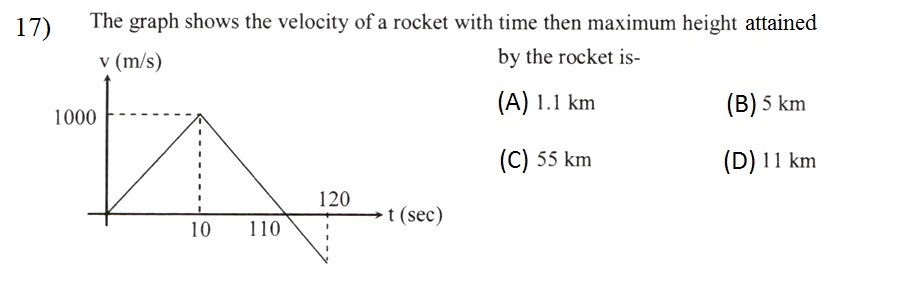 17) The graph shows the velocity of a rocket with time then maximum height attained
by the rocket is-
v (m/s)
(A) 1.1 km (B) 5 km
1000
(C) 55 km (D) 11 km
120
t (sec)
10 110